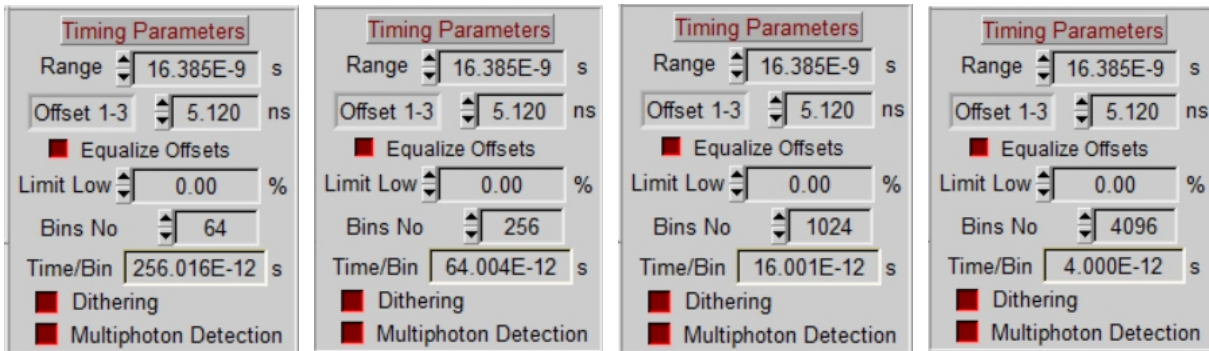 Timing Parameters
Range 16.385E-9 s
Offset 1-3 5.120 ns
Equalize Offsets
Limit Low 0.00 %
Bins No 64
Time/Bin 256.016E-12 s
Dithering
Multiphoton Detection
Timing Parameters
Range 16.385E-9 s
Offset 1-3 5.120 ns
Equalize Offsets
Limit Low 0.00 %
Bins No 256
Time/Bin 64.004E-12 s
Dithering
Multiphoton Detection
Timing Parameters
Range 16.385E-9 s
Offset 1-3 5.120 ns
Equalize Offsets
Limit Low 0.00 %
Bins No 1024
Time/Bin 16.001E-12 s
Dithering
Multiphoton Detection
Timing Parameters
Range 16.385E-9 s
Offset 1-3 5.120 ns
Equalize Offsets
Limit Low 0.00 %
Bins No 4096
Time/Bin 4.000E-12 s
Dithering
Multiphoton Detection